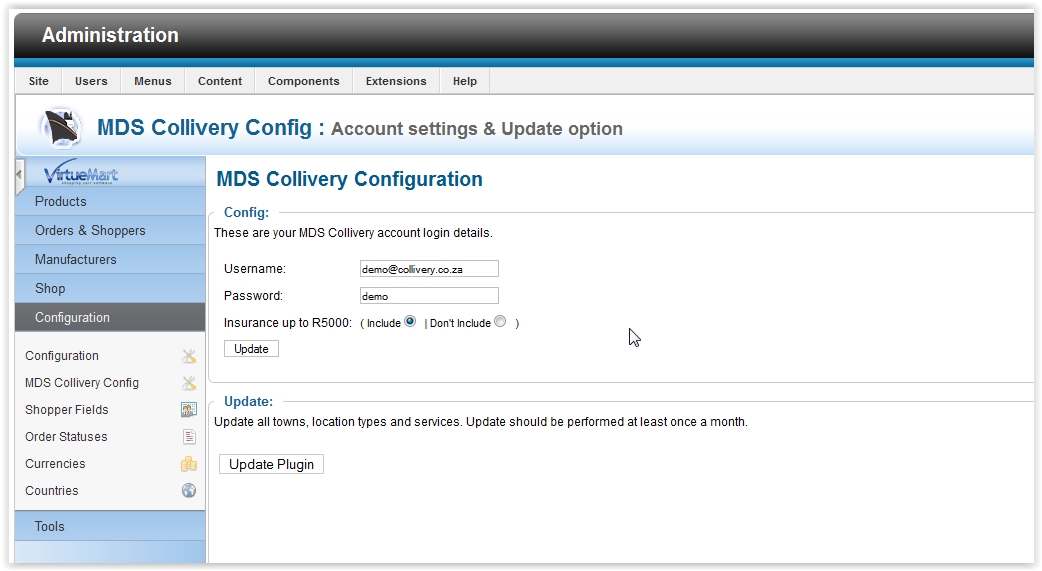 Administration
Site Users Menus Content Components Extensions Help
MDS Collivery Config : Account settings & Update option
VirtueMart
shopping cart software
Products
Orders & Shoppers
Manufacturers
Shop
Configuration
Configuration
MDS Collivery Config
Shopper Fields
Order Statuses
Currencies
Countries
Tools
MDS Collivery Configuration
Config:
These are your MDS Collivery account login details.
Username: demo@collivery.co.za
Password: demo
Insurance up to R5000: ( Include | Don't Include )
Update
Update:
Update all towns, location types and services. Update should be performed at least once a month.
Update Plugin